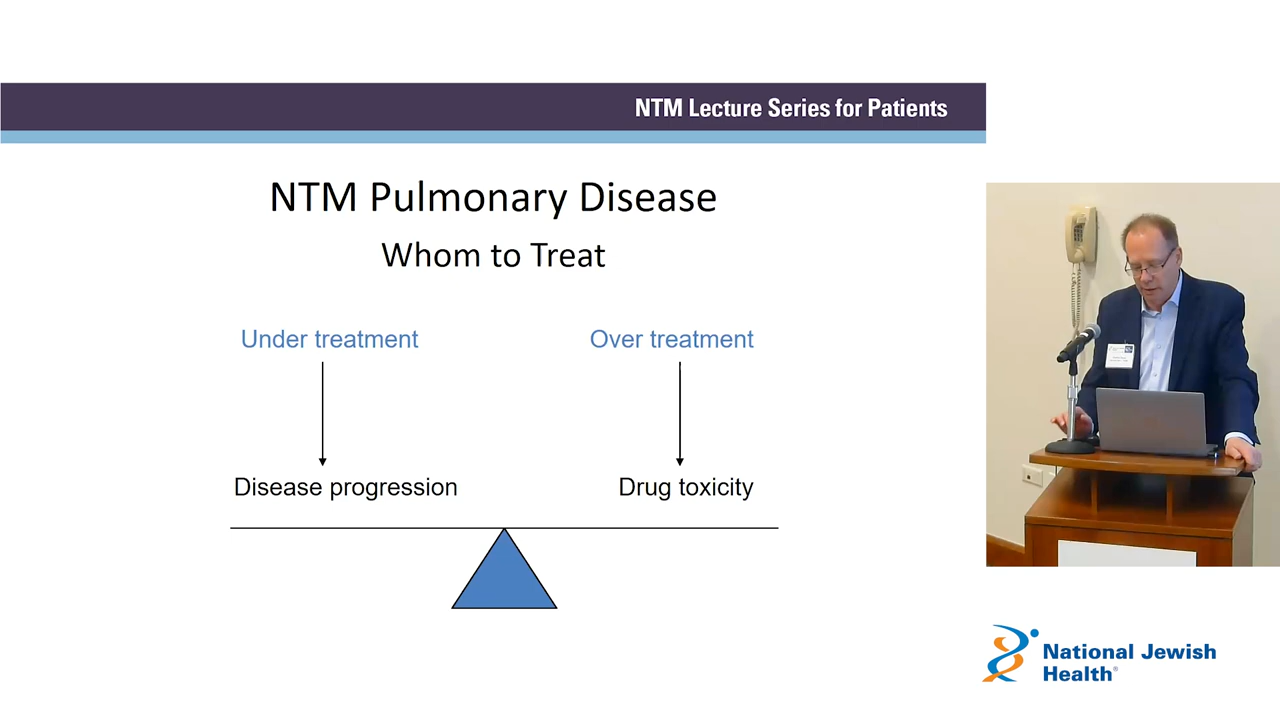 NTM Lecture Series for Patients
NTM Pulmonary Disease
Whom to Treat
Under treatment
Over treatment
Disease progression
Drug toxicity
National Jewish
Health®